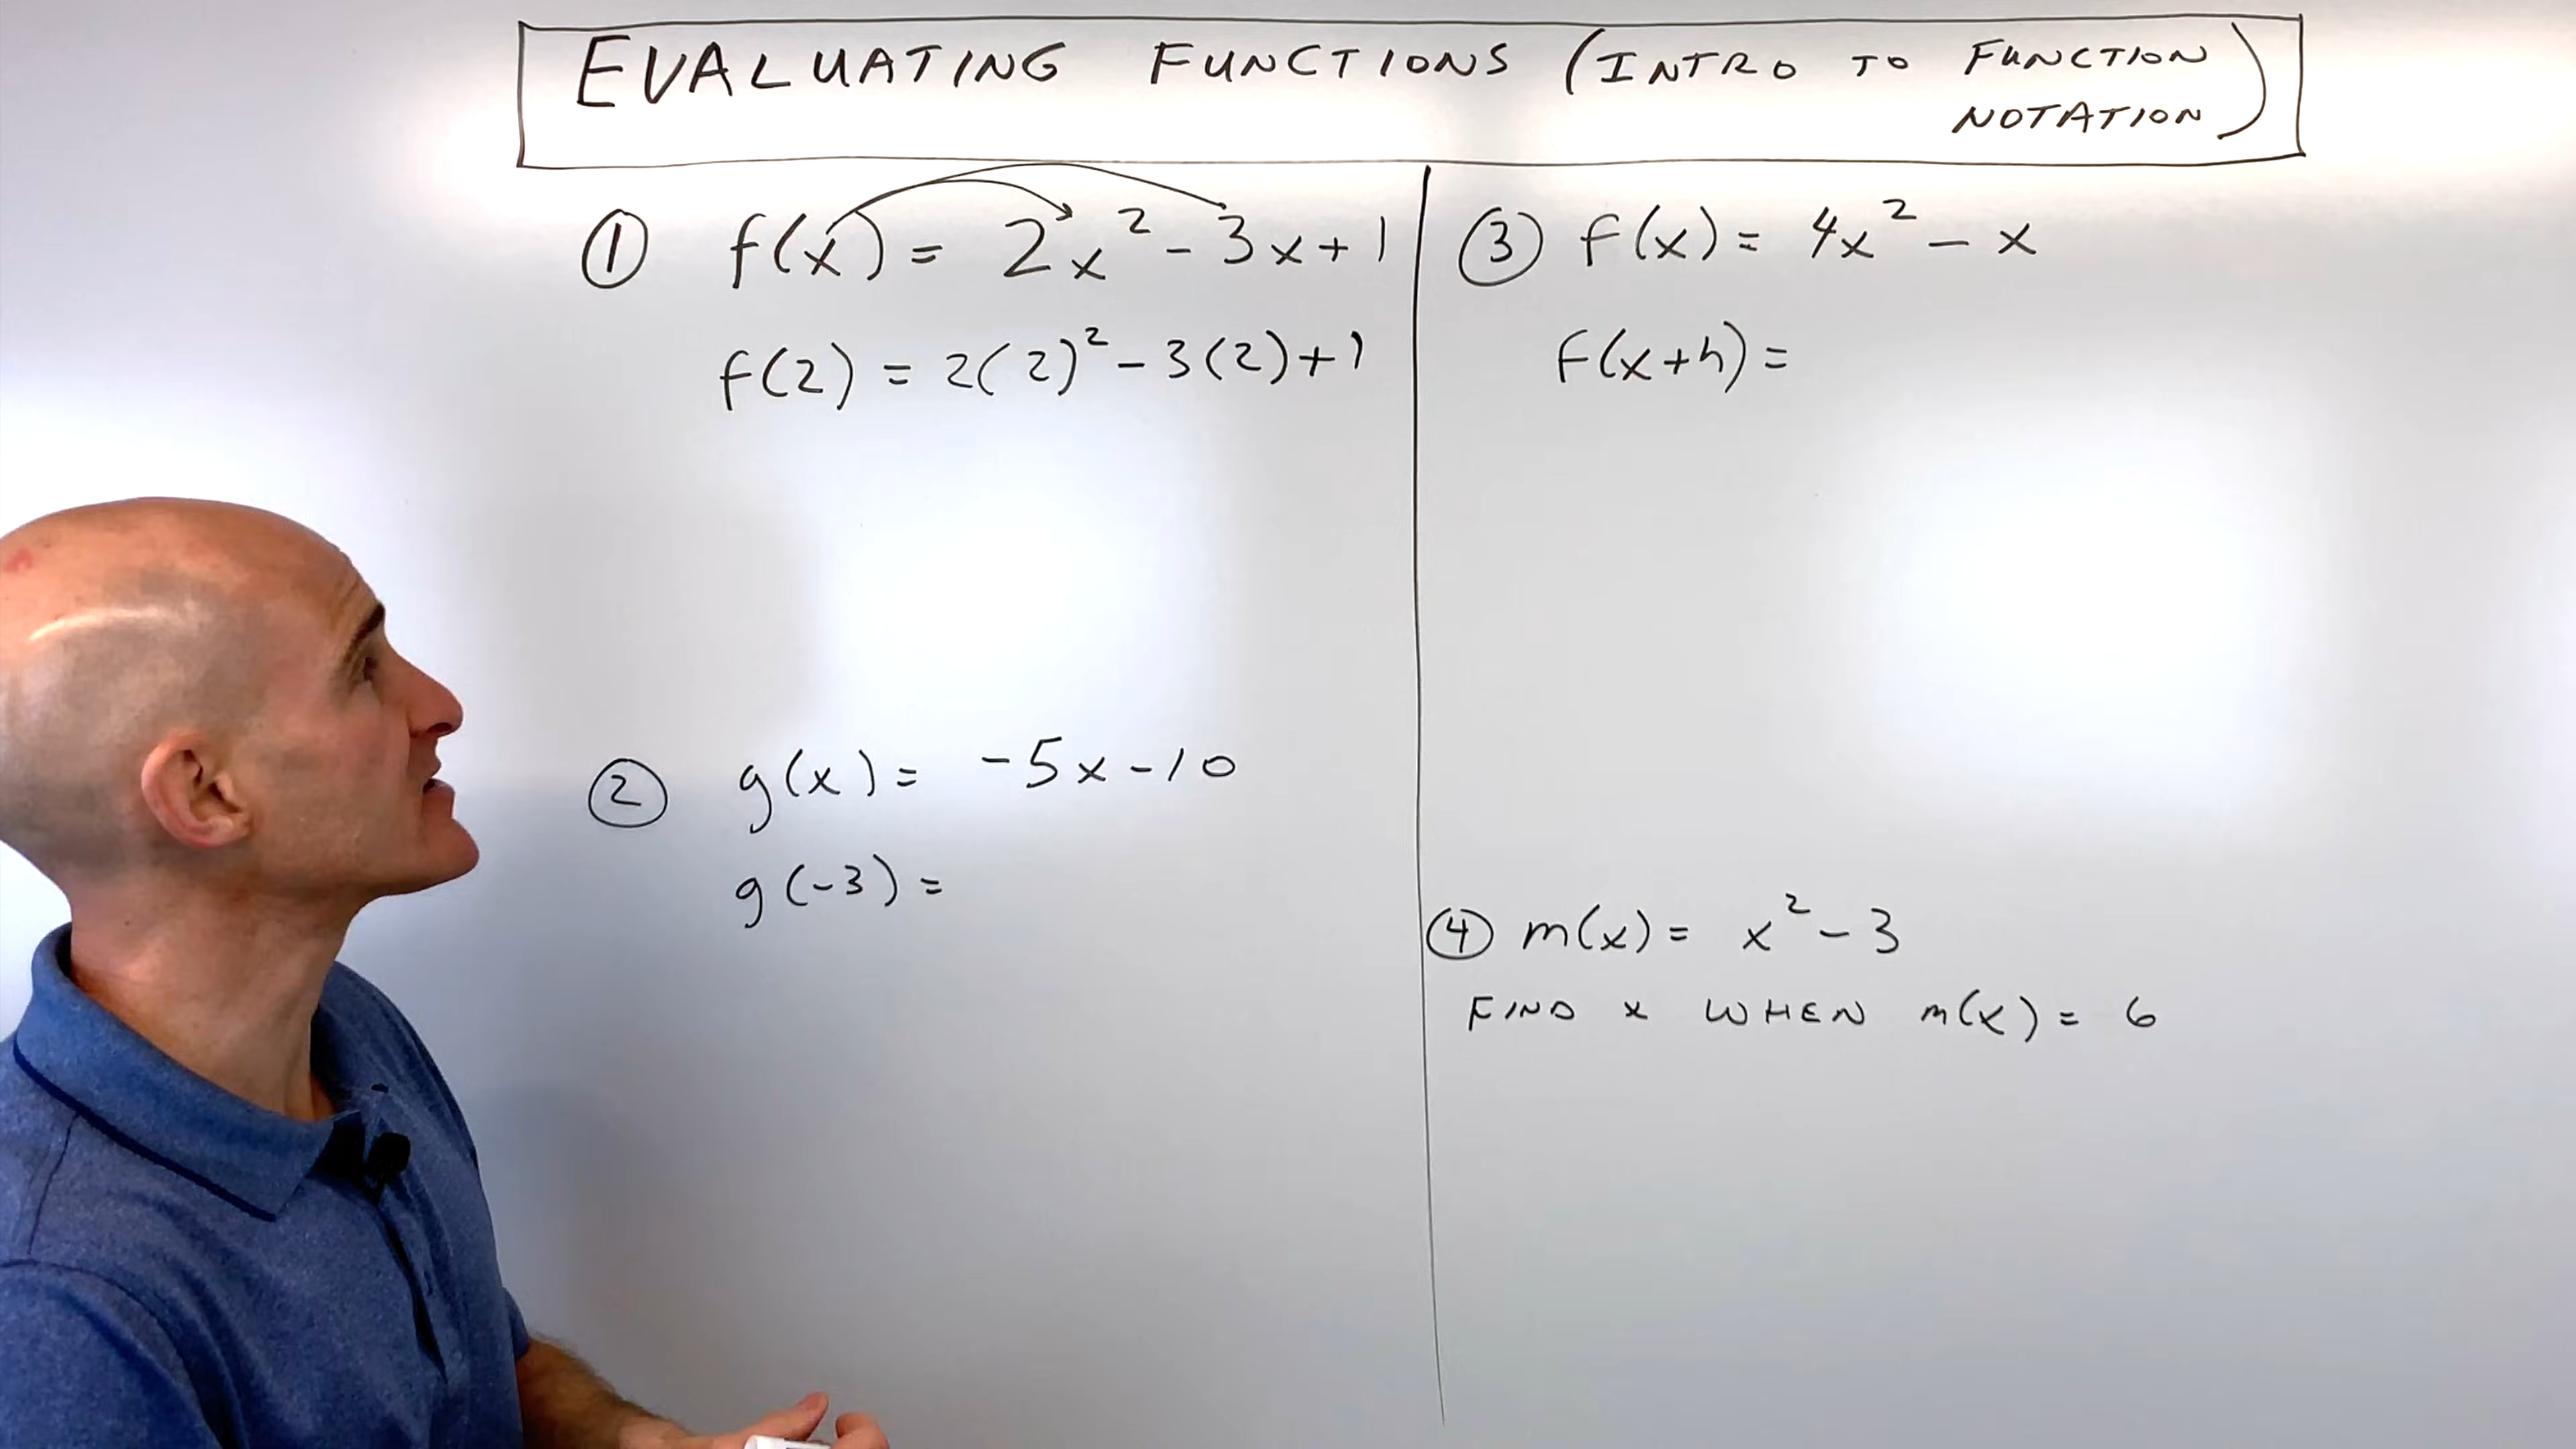 EVALUATING FUNCTIONS (INTRO TO FUNCTION
NOTATION)
① f(x) = 2x² - 3x + 1
f(2) = 2(2)² - 3(2) + 1
② g(x) = -5x - 10
g(-3) =
③ f(x) = 4x² - x
f(x+h) =
④ m(x) = x² - 3
FIND x WHEN m(x) = 6